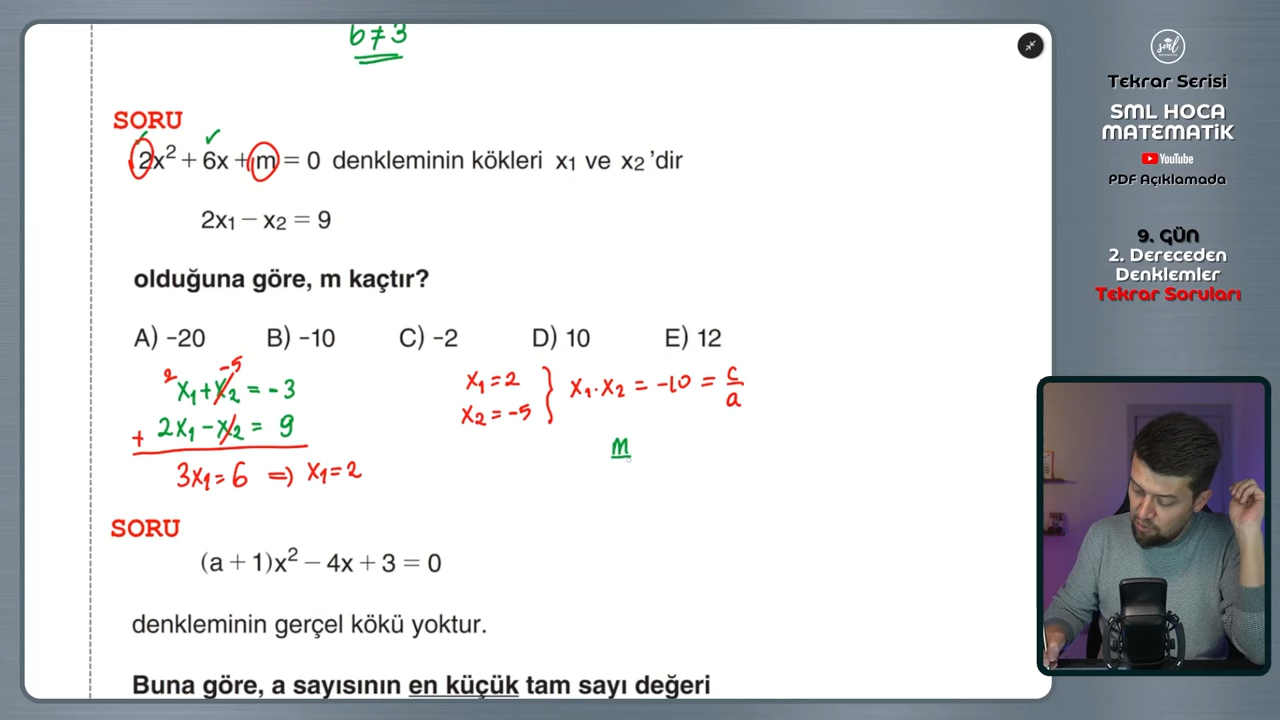 b ≠ 3
SORU
2x² + 6x + m = 0 denkleminin kökleri x₁ ve x₂'dir
2x₁ − x₂ = 9
olduğuna göre, m kaçtır?
A) −20 B) −10 C) −2 D) 10 E) 12
2 −5
x₁ + x₂ = −3
+ 2x₁ − x₂ = 9
3x₁ = 6 ⇒ x₁ = 2
x₁ = 2
x₂ = −5
} x₁ · x₂ = −10 = c/a
m
SORU
(a + 1)x² − 4x + 3 = 0
denkleminin gerçel kökü yoktur.
Buna göre, a sayısının en küçük tam sayı değeri
sml
Tekrar Serisi
SML HOCA
MATEMATİK
YouTube
PDF Açıklamada
9. GÜN
2. Dereceden
Denklemler
Tekrar Soruları